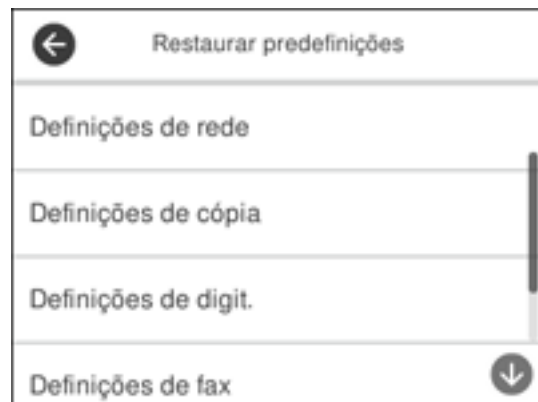 Restaurar predefinições
Definições de rede
Definições de cópia
Definições de digit.
Definições de fax